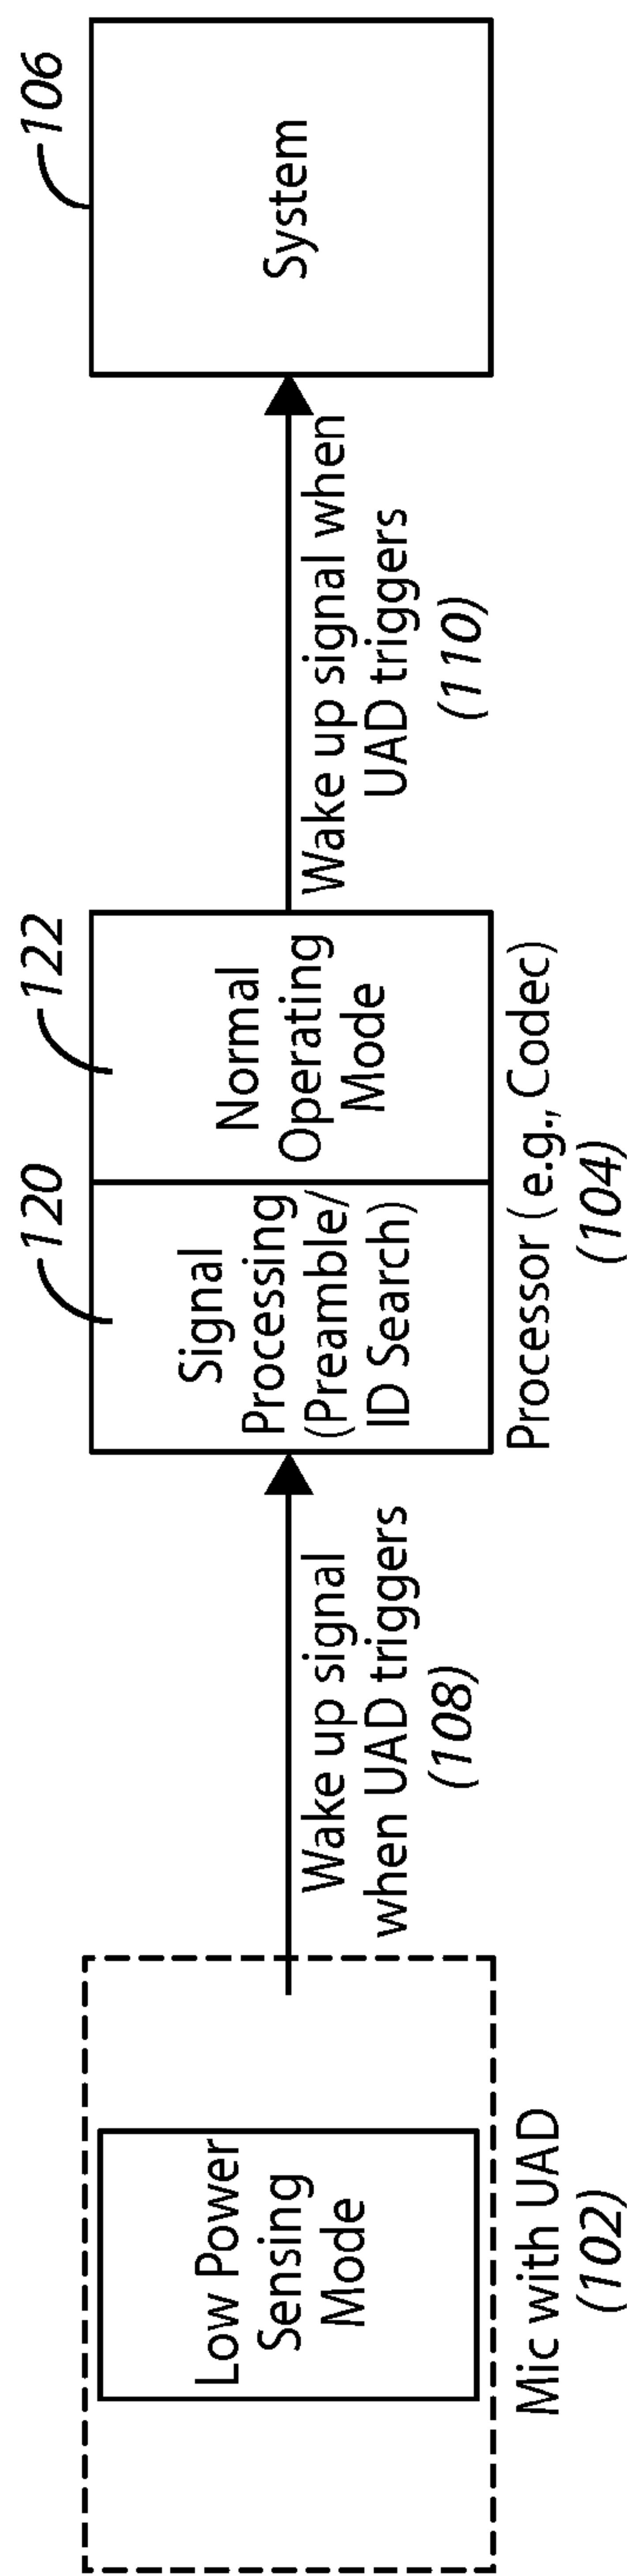 Low Power
Sensing
Mode
Mic with UAD
(102)
Wake up signal
when UAD triggers
(108)
120
Signal
Processing
(Preamble/
ID Search)
122
Normal
Operating
Mode
Processor (e.g., Codec)
(104)
Wake up signal when
UAD triggers
(110)
106
System